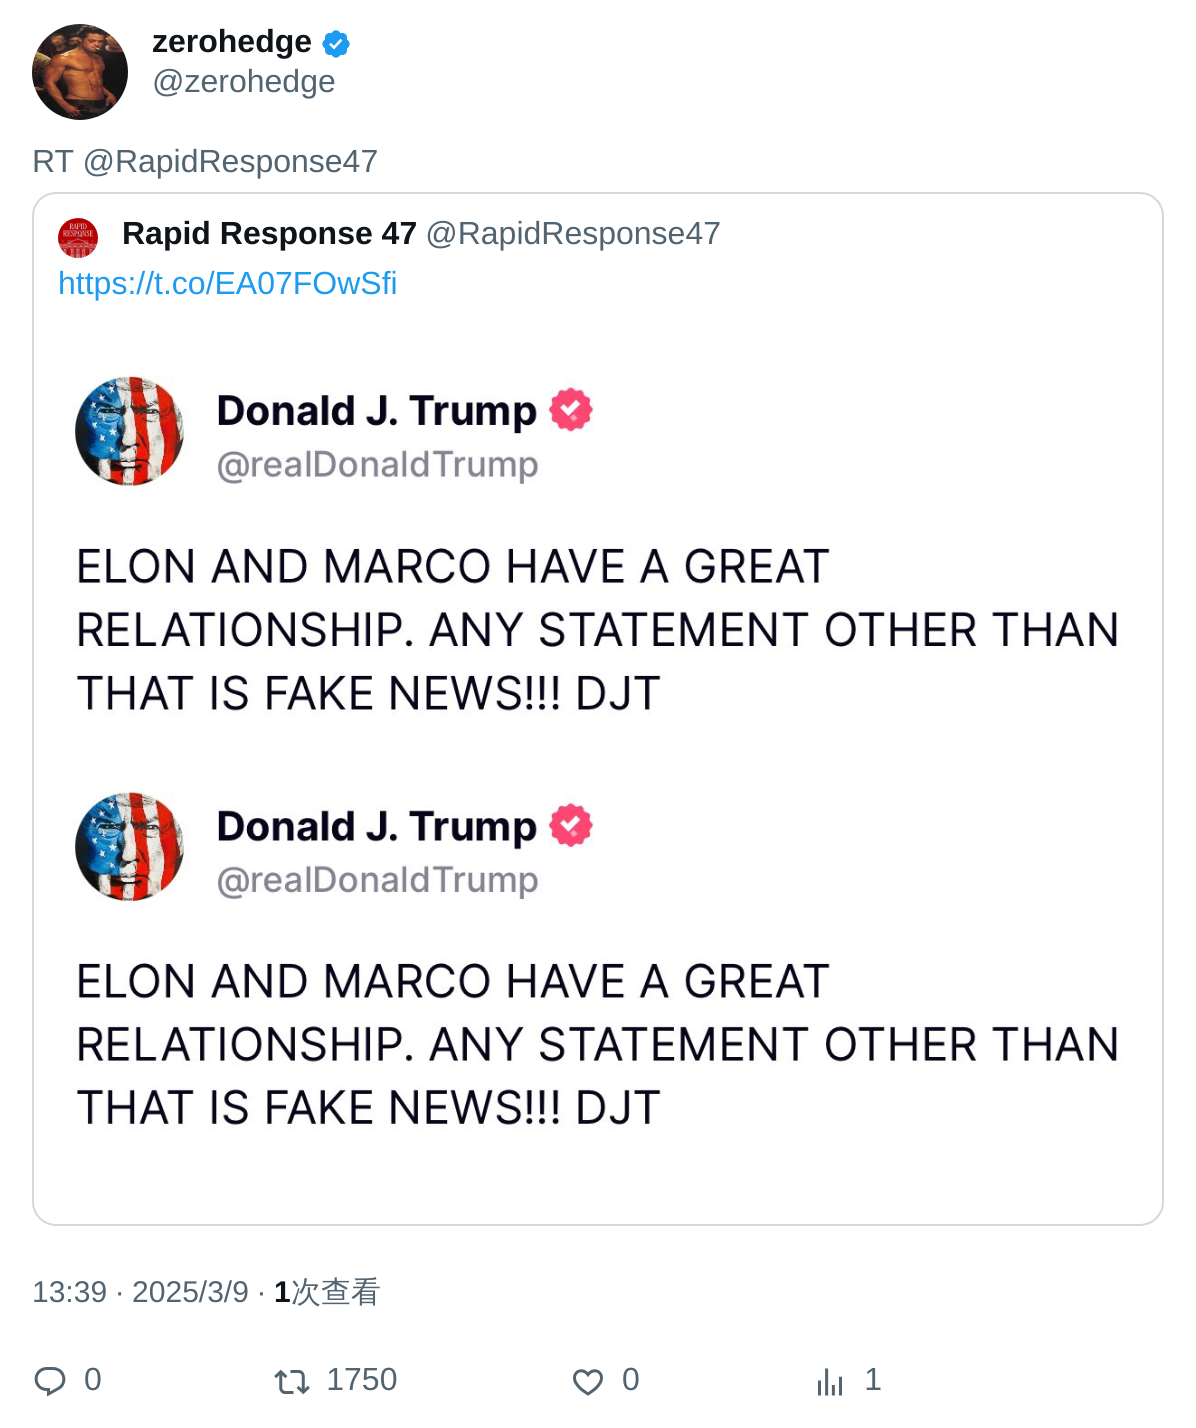 zerohedge
@zerohedge
RT @RapidResponse47
RAPID
RESPONSE
Rapid Response 47 @RapidResponse47
https://t.co/EA07FOwSfi
Donald J. Trump
@realDonaldTrump
ELON AND MARCO HAVE A GREAT
RELATIONSHIP. ANY STATEMENT OTHER THAN
THAT IS FAKE NEWS!!! DJT
Donald J. Trump
@realDonaldTrump
ELON AND MARCO HAVE A GREAT
RELATIONSHIP. ANY STATEMENT OTHER THAN
THAT IS FAKE NEWS!!! DJT
13:39 · 2025/3/9 · 1次查看
0 1750 0 1